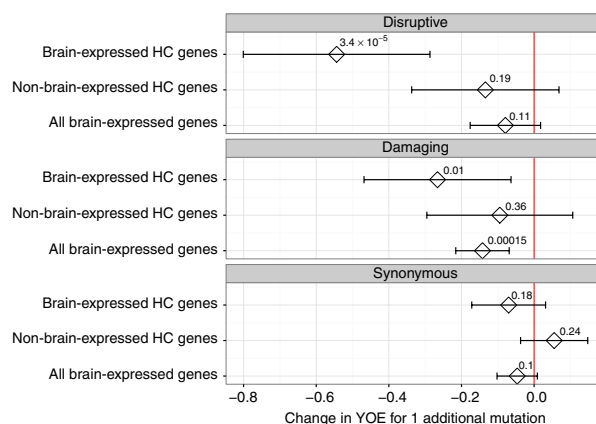 Disruptive
Brain-expressed HC genes
3.4 × 10⁻⁵
Non-brain-expressed HC genes
0.19
All brain-expressed genes
0.11
Damaging
Brain-expressed HC genes
0.01
Non-brain-expressed HC genes
0.36
All brain-expressed genes
0.00015
Synonymous
Brain-expressed HC genes
0.18
Non-brain-expressed HC genes
0.24
All brain-expressed genes
0.1
−0.8 −0.6 −0.4 −0.2 0.0
Change in YOE for 1 additional mutation